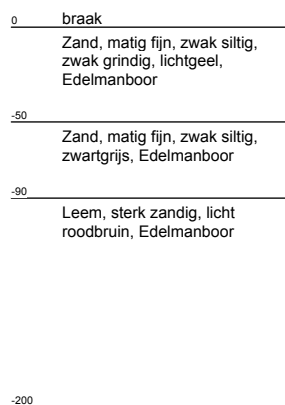 0 braak
Zand, matig fijn, zwak siltig,
zwak grindig, lichtgeel,
Edelmanboor
-50
Zand, matig fijn, zwak siltig,
zwartgrijs, Edelmanboor
-90
Leem, sterk zandig, licht
roodbruin, Edelmanboor
-200